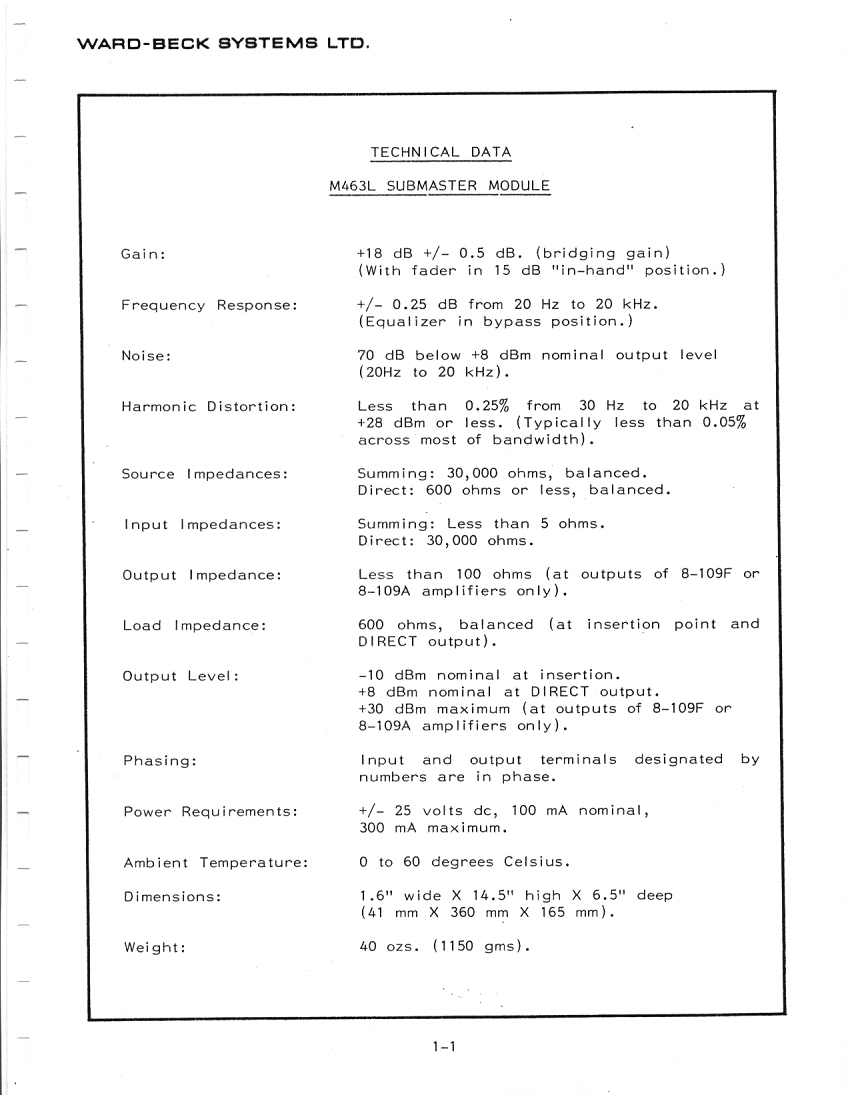 WARD-BECK SYSTEMS LTD.
TECHNICAL DATA
M463L SUBMASTER MODULE
Gain: +18 dB +/- 0.5 dB. (bridging gain)
(With fader in 15 dB "in-hand" position.)
Frequency Response: +/- 0.25 dB from 20 Hz to 20 kHz.
(Equalizer in bypass position.)
Noise: 70 dB below +8 dBm nominal output level
(20Hz to 20 kHz).
Harmonic Distortion: Less than 0.25% from 30 Hz to 20 kHz at
+28 dBm or less. (Typically less than 0.05%
across most of bandwidth).
Source Impedances: Summing: 30,000 ohms, balanced.
Direct: 600 ohms or less, balanced.
Input Impedances: Summing: Less than 5 ohms.
Direct: 30,000 ohms.
Output Impedance: Less than 100 ohms (at outputs of 8-109F or
8-109A amplifiers only).
Load Impedance: 600 ohms, balanced (at insertion point and
DIRECT output).
Output Level: -10 dBm nominal at insertion.
+8 dBm nominal at DIRECT output.
+30 dBm maximum (at outputs of 8-109F or
8-109A amplifiers only).
Phasing: Input and output terminals designated by
numbers are in phase.
Power Requirements: +/- 25 volts dc, 100 mA nominal,
300 mA maximum.
Ambient Temperature: 0 to 60 degrees Celsius.
Dimensions: 1.6" wide X 14.5" high X 6.5" deep
(41 mm X 360 mm X 165 mm).
Weight: 40 ozs. (1150 gms).
1-1